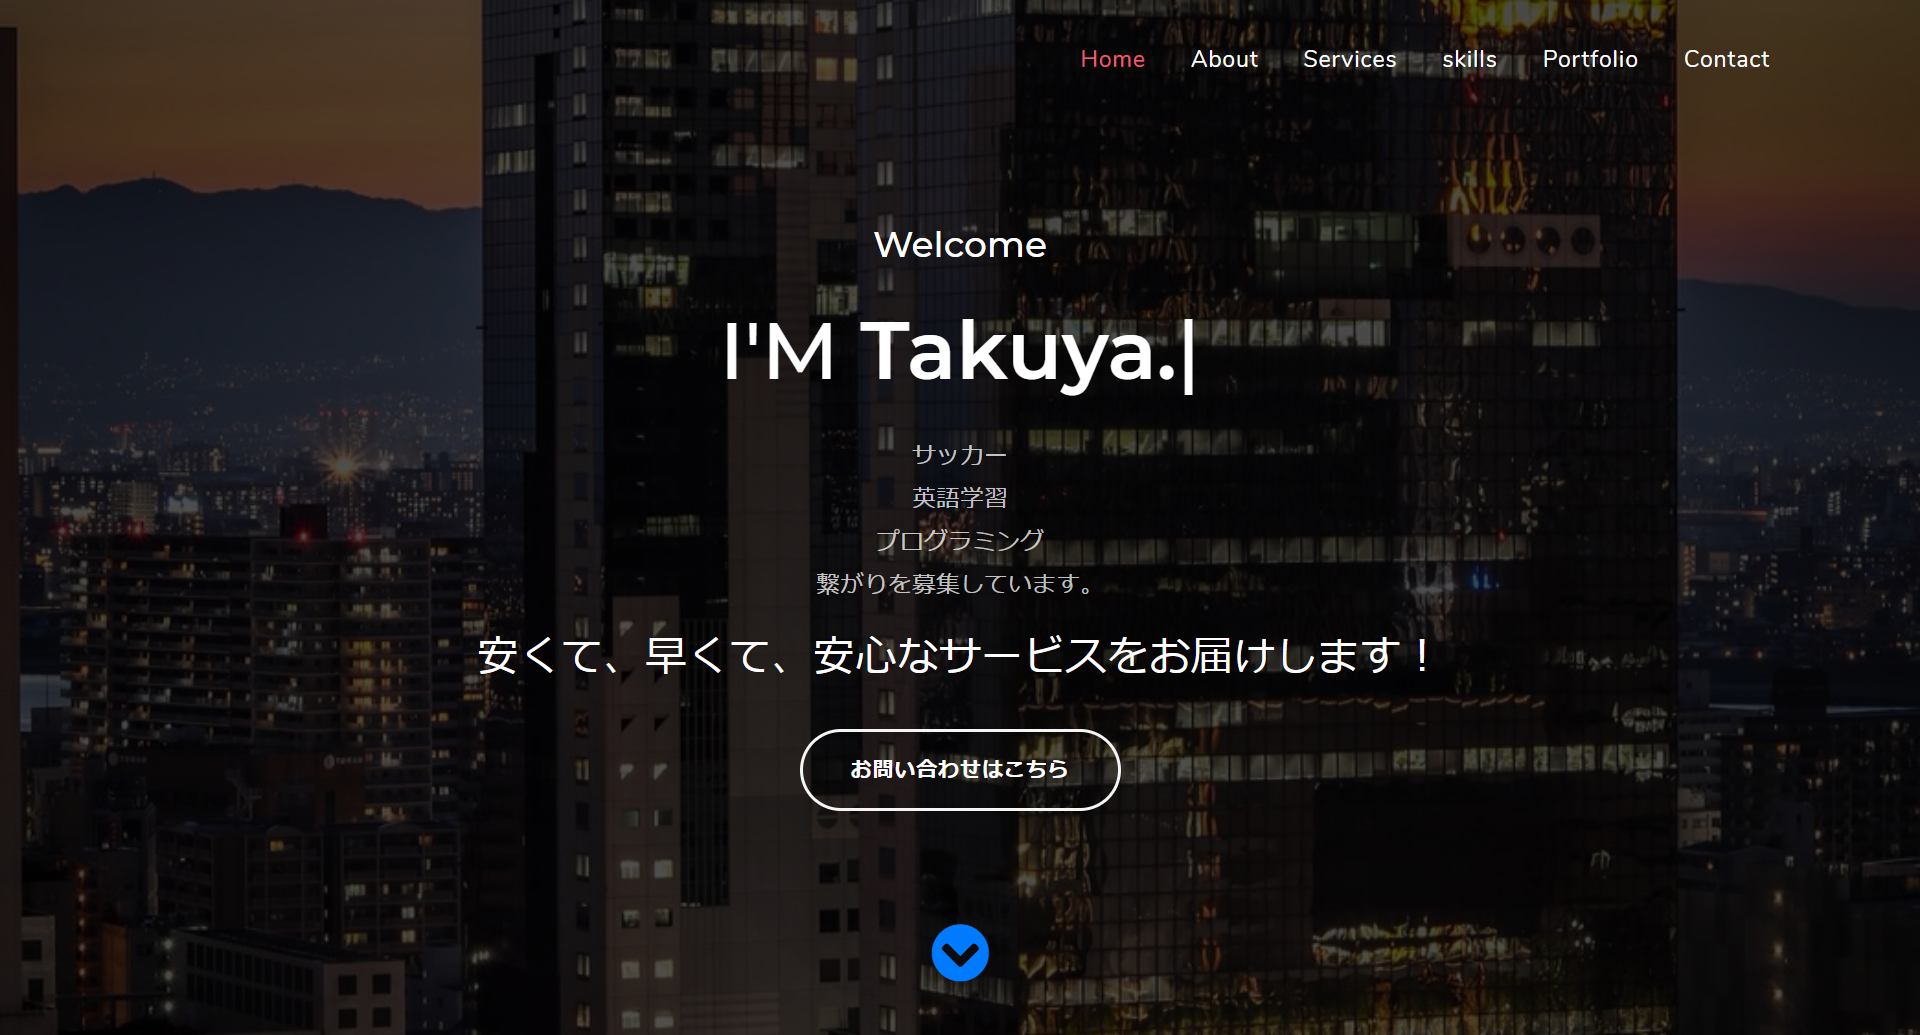 Home About Services skills Portfolio Contact
Welcome
I'M Takuya.|
サッカー
英語学習
プログラミング
繋がりを募集しています。
安くて、早くて、安心なサービスをお届けします！
お問い合わせはこちら